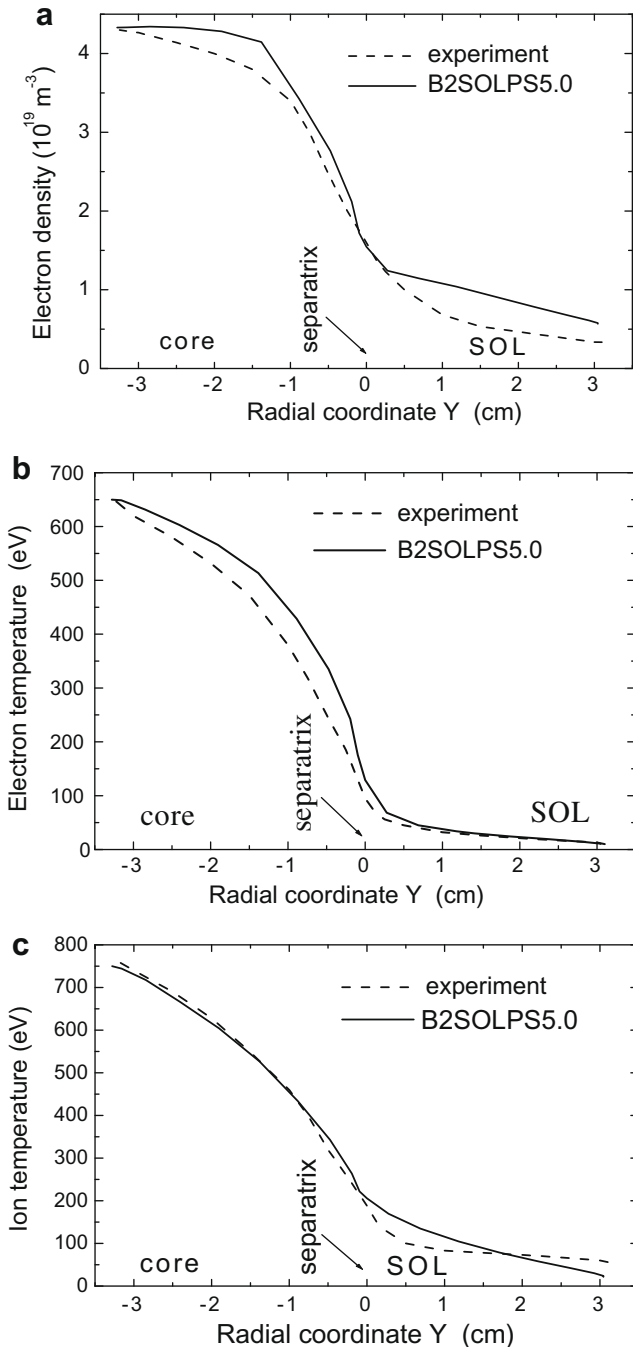 a
Electron density (10^19 m^-3)
4
3
2
1
0
experiment
B2SOLPS5.0
separatrix
core
SOL
-3 -2 -1 0 1 2 3
Radial coordinate Y (cm)
b
Electron temperature (eV)
700
600
500
400
300
200
100
0
experiment
B2SOLPS5.0
separatrix
core
SOL
-3 -2 -1 0 1 2 3
Radial coordinate Y (cm)
c
Ion temperature (eV)
800
700
600
500
400
300
200
100
0
experiment
B2SOLPS5.0
separatrix
core
SOL
-3 -2 -1 0 1 2 3
Radial coordinate Y (cm)